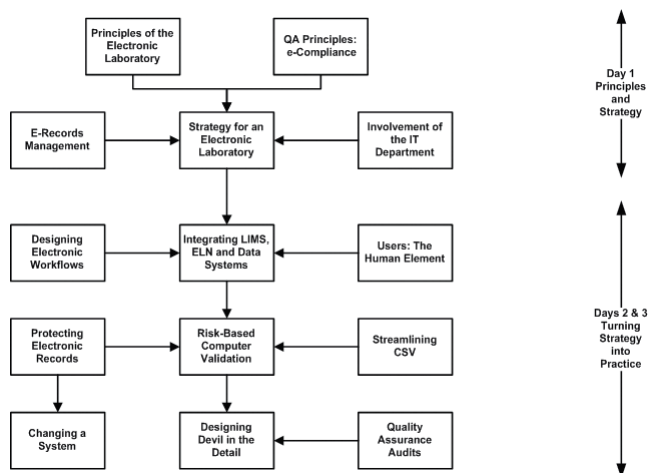 Principles of the
Electronic
Laboratory
QA Principles:
e-Compliance
Day 1
Principles
and
Strategy
E-Records
Management
Strategy for an
Electronic
Laboratory
Involvement of
the IT
Department
Designing
Electronic
Workflows
Integrating LIMS,
ELN and Data
Systems
Users: The
Human Element
Days 2 & 3
Turning
Strategy
into
Practice
Protecting
Electronic
Records
Risk-Based
Computer
Validation
Streamlining
CSV
Changing a
System
Designing
Devil in the
Detail
Quality
Assurance
Audits